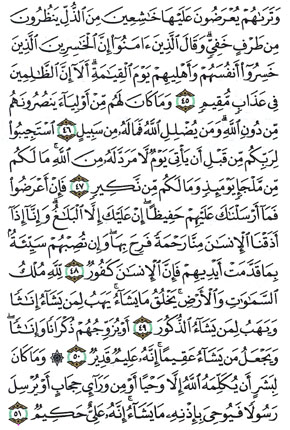 وَتَرَىٰهُمْ يُعْرَضُونَ عَلَيْهَا خَٰشِعِينَ مِنَ ٱلذُّلِّ يَنظُرُونَ
مِن طَرْفٍ خَفِيٍّ ۗ وَقَالَ ٱلَّذِينَ ءَامَنُوٓا۟ إِنَّ ٱلْخَٰسِرِينَ ٱلَّذِينَ
خَسِرُوٓا۟ أَنفُسَهُمْ وَأَهْلِيهِمْ يَوْمَ ٱلْقِيَٰمَةِ ۗ أَلَآ إِنَّ ٱلظَّٰلِمِينَ
فِى عَذَابٍ مُّقِيمٍ ٤٥ وَمَا كَانَ لَهُم مِّنْ أَوْلِيَآءَ يَنصُرُونَهُم
مِّن دُونِ ٱللَّهِ ۗ وَمَن يُضْلِلِ ٱللَّهُ فَمَا لَهُۥ مِن سَبِيلٍ ٤٦ ٱسْتَجِيبُوا۟
لِرَبِّكُم مِّن قَبْلِ أَن يَأْتِىَ يَوْمٌ لَّا مَرَدَّ لَهُۥ مِنَ ٱللَّهِ ۚ مَا لَكُم
مِّن مَّلْجَإٍ يَوْمَئِذٍ وَمَا لَكُم مِّن نَّكِيرٍ ٤٧ فَإِنْ أَعْرَضُوا۟
فَمَآ أَرْسَلْنَٰكَ عَلَيْهِمْ حَفِيظًا ۖ إِنْ عَلَيْكَ إِلَّا ٱلْبَلَٰغُ ۗ وَإِنَّآ إِذَآ
أَذَقْنَا ٱلْإِنسَٰنَ مِنَّا رَحْمَةً فَرِحَ بِهَا ۖ وَإِن تُصِبْهُمْ سَيِّئَةٌۢ
بِمَا قَدَّمَتْ أَيْدِيهِمْ فَإِنَّ ٱلْإِنسَٰنَ كَفُورٌ ٤٨ لِّلَّهِ مُلْكُ
ٱلسَّمَٰوَٰتِ وَٱلْأَرْضِ ۚ يَخْلُقُ مَا يَشَآءُ ۚ يَهَبُ لِمَن يَشَآءُ إِنَٰثًا
وَيَهَبُ لِمَن يَشَآءُ ٱلذُّكُورَ ٤٩ أَوْ يُزَوِّجُهُمْ ذُكْرَانًا وَإِنَٰثًا ۖ
وَيَجْعَلُ مَن يَشَآءُ عَقِيمًا ۚ إِنَّهُۥ عَلِيمٌ قَدِيرٌ ٥٠ ۞ وَمَا كَانَ
لِبَشَرٍ أَن يُكَلِّمَهُ ٱللَّهُ إِلَّا وَحْيًا أَوْ مِن وَرَآئِ حِجَابٍ أَوْ يُرْسِلَ
رَسُولًا فَيُوحِىَ بِإِذْنِهِۦ مَا يَشَآءُ ۚ إِنَّهُۥ عَلِىٌّ حَكِيمٌ ٥١